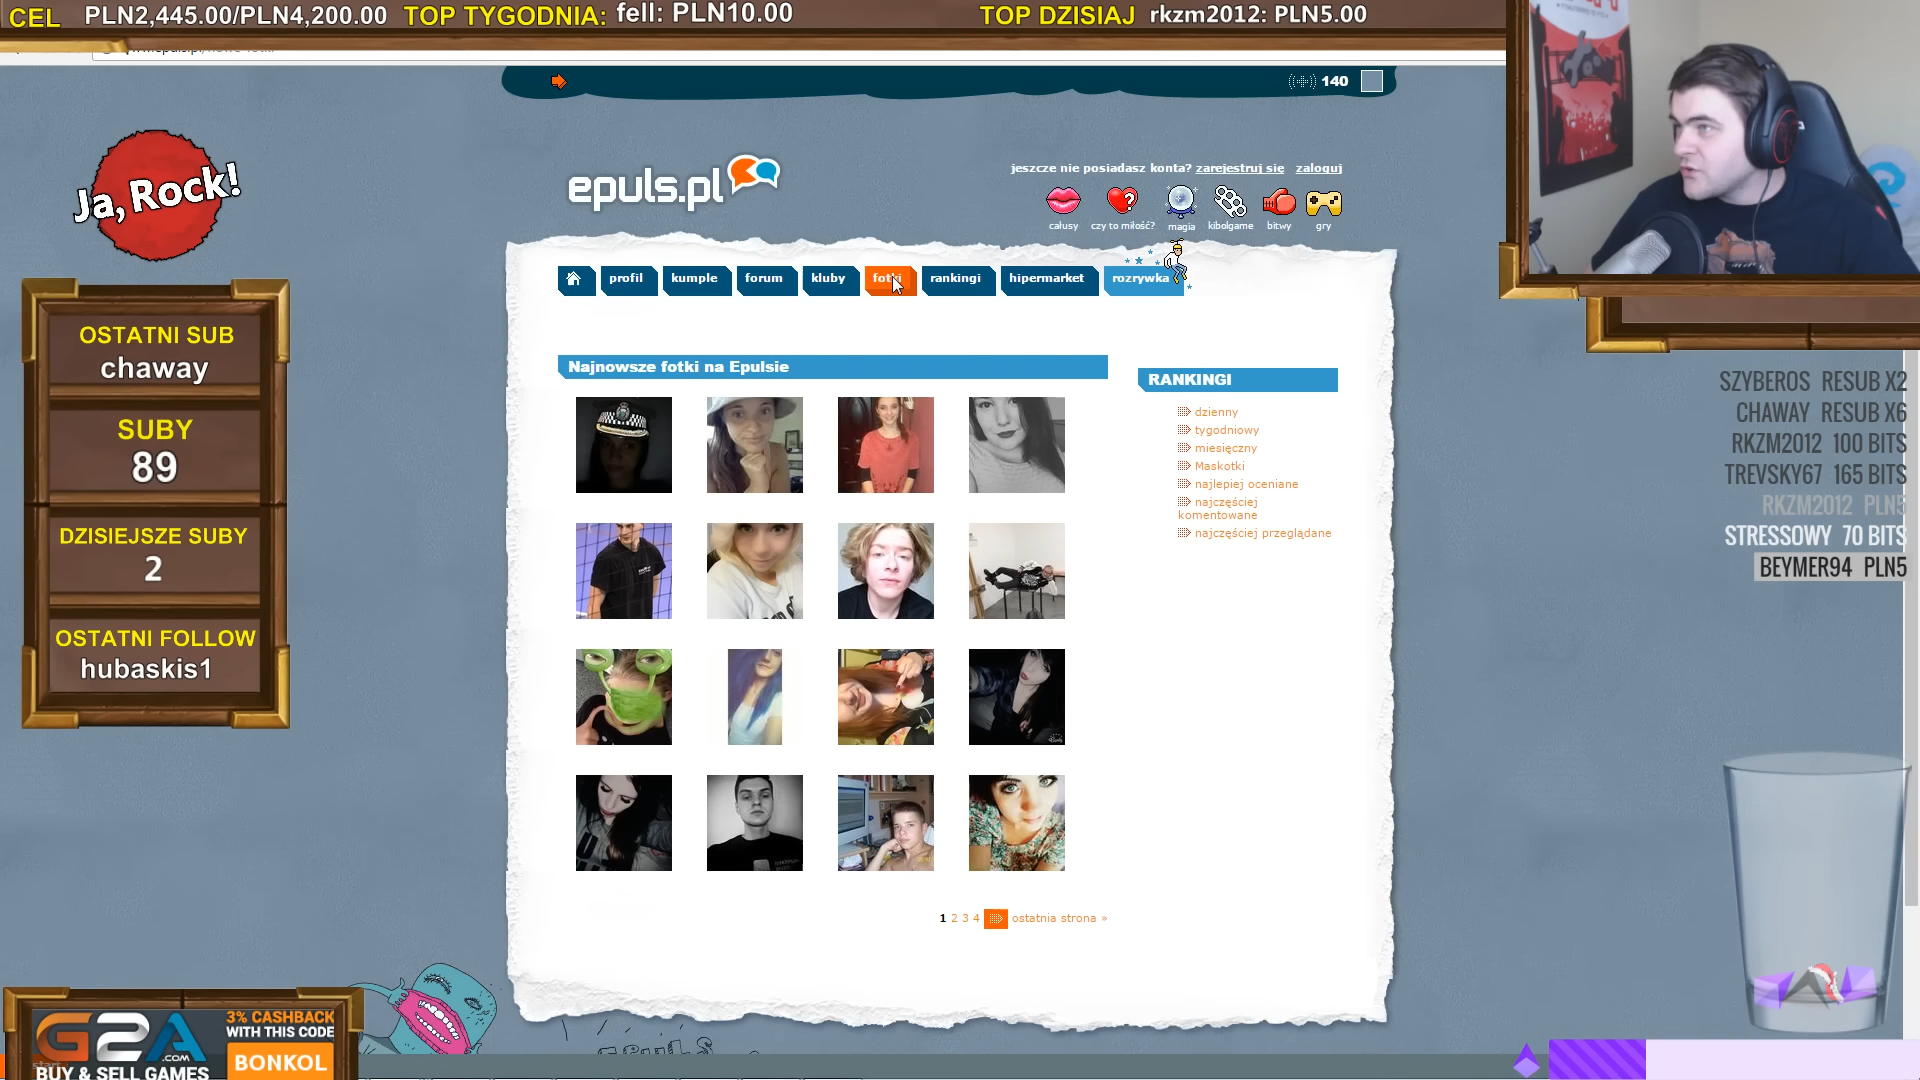 CEL PLN2,445.00/PLN4,200.00 TOP TYGODNIA: fell: PLN10.00 TOP DZISIAJ rkzm2012: PLN5.00
140
Ja, Rock!
epuls.pl
jeszcze nie posiadasz konta? zarejestruj się zaloguj
całusy czy to miłość? magia kibolgame bitwy gry
profil kumple forum kluby fotki rankingi hipermarket rozrywka
OSTATNI SUB
chaway
SUBY
89
DZISIEJSZE SUBY
2
OSTATNI FOLLOW
hubaskis1
Najnowsze fotki na Epulsie
RANKINGI
dzienny
tygodniowy
miesięczny
Maskotki
najlepiej oceniane
najczęściej
komentowane
najczęściej przeglądane
SZYBEROS RESUB X2
CHAWAY RESUB X6
RKZM2012 100 BITS
TREVSKY67 165 BITS
RKZM2012 PLN5
STRESSOWY 70 BITS
BEYMER94 PLN5
1 2 3 4 ostatnia strona »
G2A
.COM
BUY & SELL GAMES
3% CASHBACK
WITH THIS CODE
BONKOL